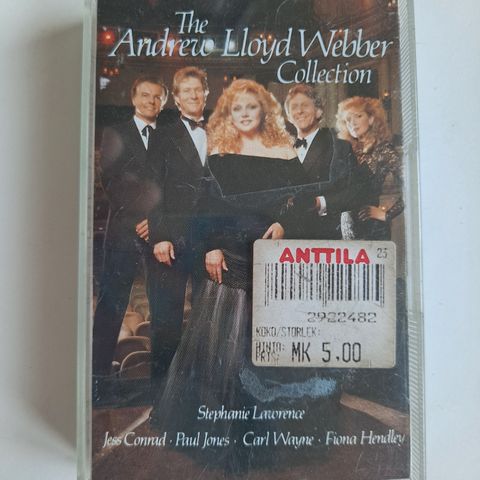 The
Andrew Lloyd Webber
Collection
ANTTILA 25
2922482
KOKO/STORLEK:
HINTA:
PRIS: MK 5.00
Stephanie Lawrence
Jess Conrad · Paul Jones · Carl Wayne · Fiona Hendley